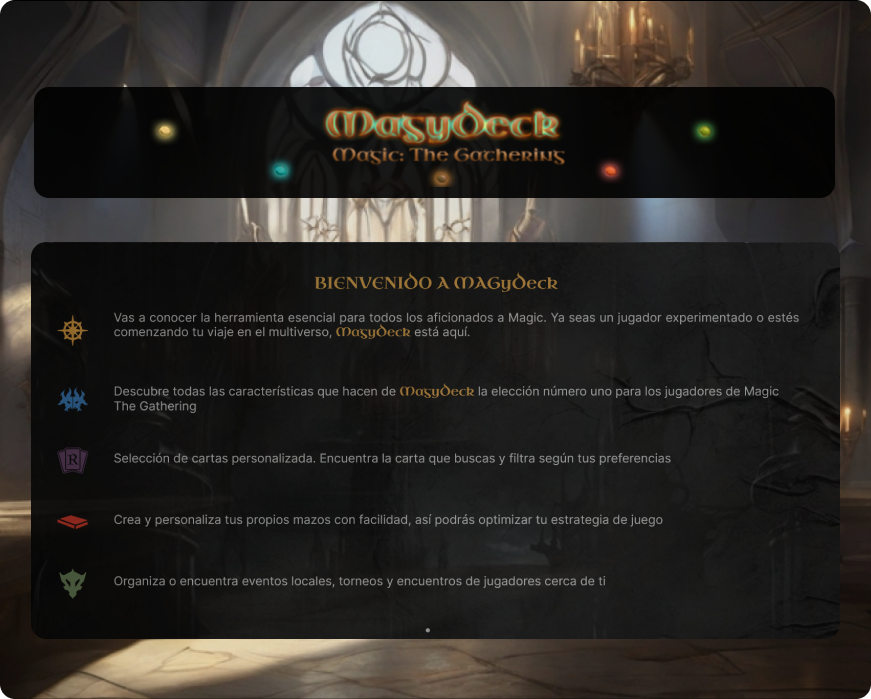 Magydeck
Magic: The Gathering
BIENVENIDO A MAGydeck
Vas a conocer la herramienta esencial para todos los aficionados a Magic. Ya seas un jugador experimentado o estés
comenzando tu viaje en el multiverso, Magydeck está aquí.
Descubre todas las características que hacen de Magydeck la elección número uno para los jugadores de Magic
The Gathering
R
Selección de cartas personalizada. Encuentra la carta que buscas y filtra según tus preferencias
Crea y personaliza tus propios mazos con facilidad, así podrás optimizar tu estrategia de juego
Organiza o encuentra eventos locales, torneos y encuentros de jugadores cerca de ti